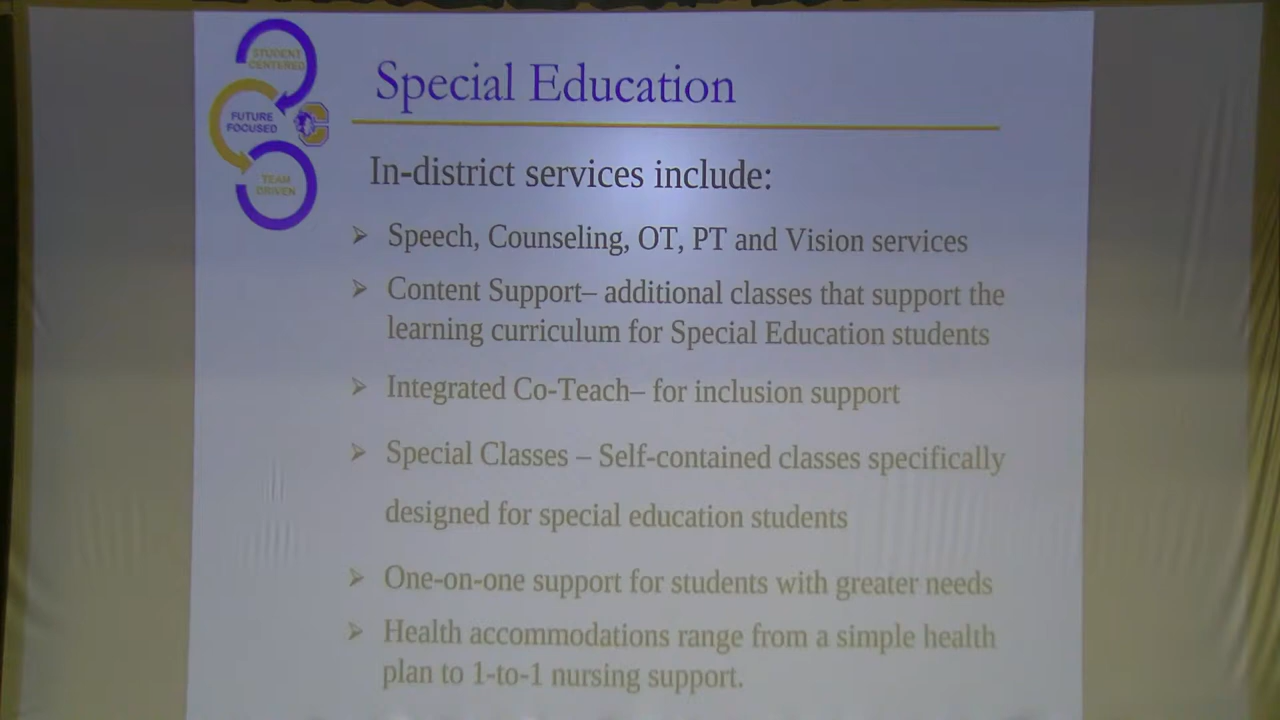 STUDENT
CENTERED
FUTURE
FOCUSED
TEAM
DRIVEN
Special Education
In-district services include:
➢ Speech, Counseling, OT, PT and Vision services
➢ Content Support– additional classes that support the
learning curriculum for Special Education students
➢ Integrated Co-Teach– for inclusion support
➢ Special Classes – Self-contained classes specifically
designed for special education students
➢ One-on-one support for students with greater needs
➢ Health accommodations range from a simple health
plan to 1-to-1 nursing support.